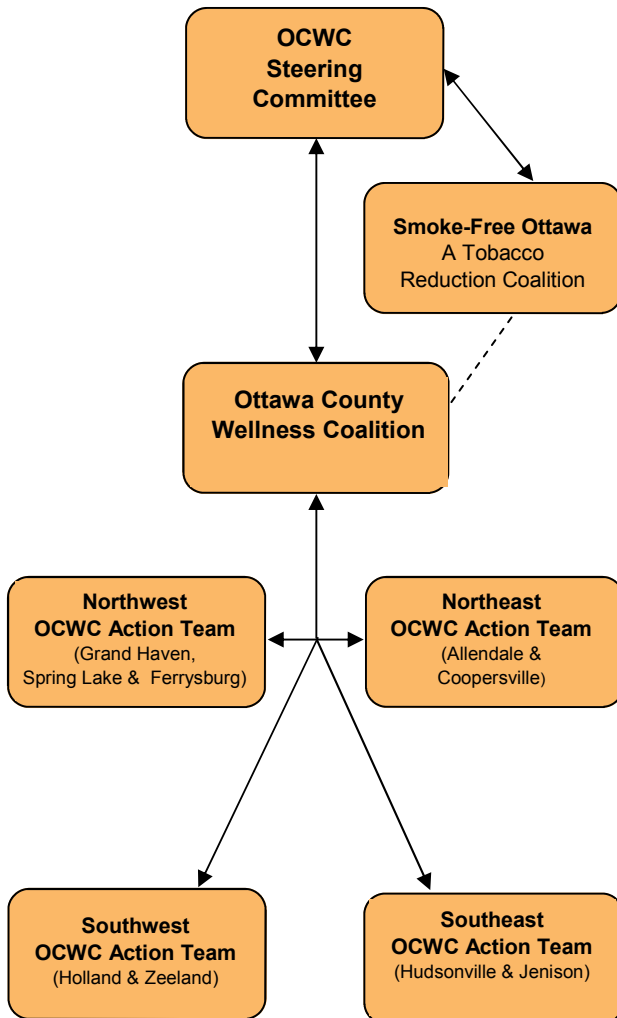 OCWC
Steering
Committee
Smoke-Free Ottawa
A Tobacco
Reduction Coalition
Ottawa County
Wellness Coalition
Northwest
OCWC Action Team
(Grand Haven,
Spring Lake & Ferrysburg)
Northeast
OCWC Action Team
(Allendale &
Coopersville)
Southwest
OCWC Action Team
(Holland & Zeeland)
Southeast
OCWC Action Team
(Hudsonville & Jenison)